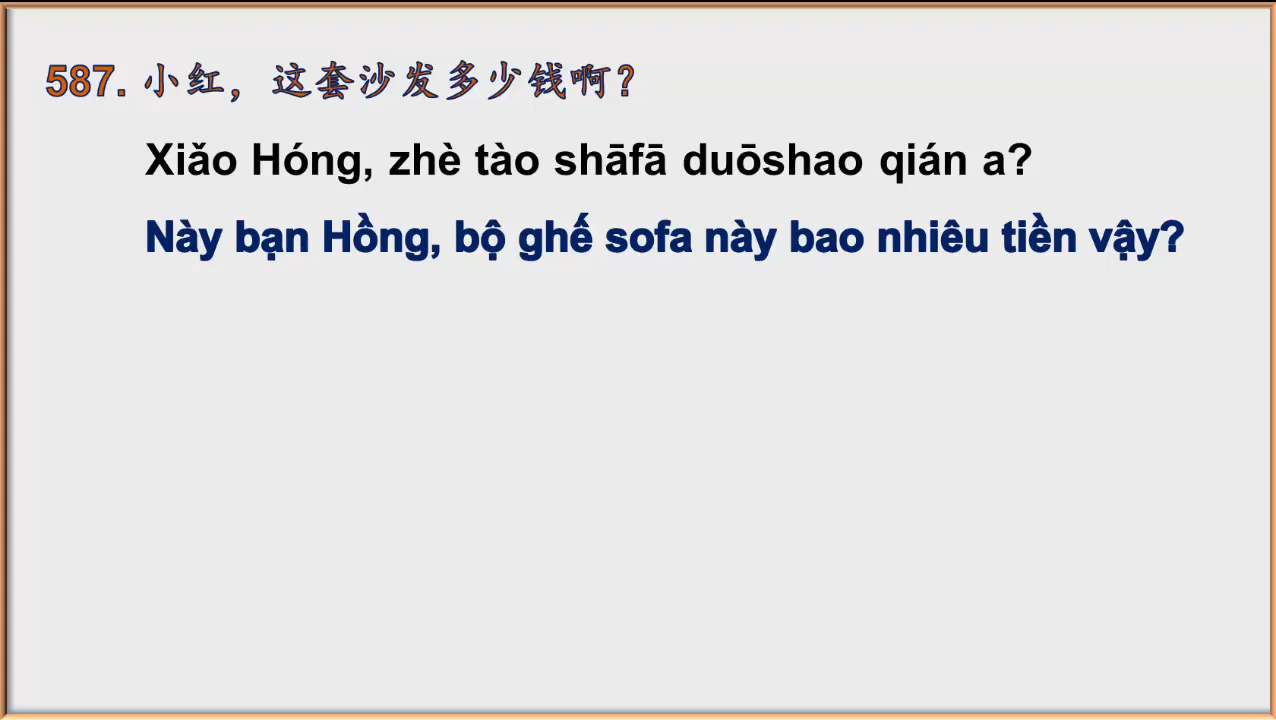 587. 小红，这套沙发多少钱啊？
Xiǎo Hóng, zhè tào shāfā duōshao qián a?
Này bạn Hồng, bộ ghế sofa này bao nhiêu tiền vậy?